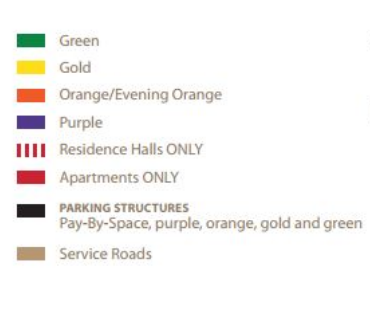 Green
Gold
Orange/Evening Orange
Purple
Residence Halls ONLY
Apartments ONLY
PARKING STRUCTURES
Pay-By-Space, purple, orange, gold and green
Service Roads